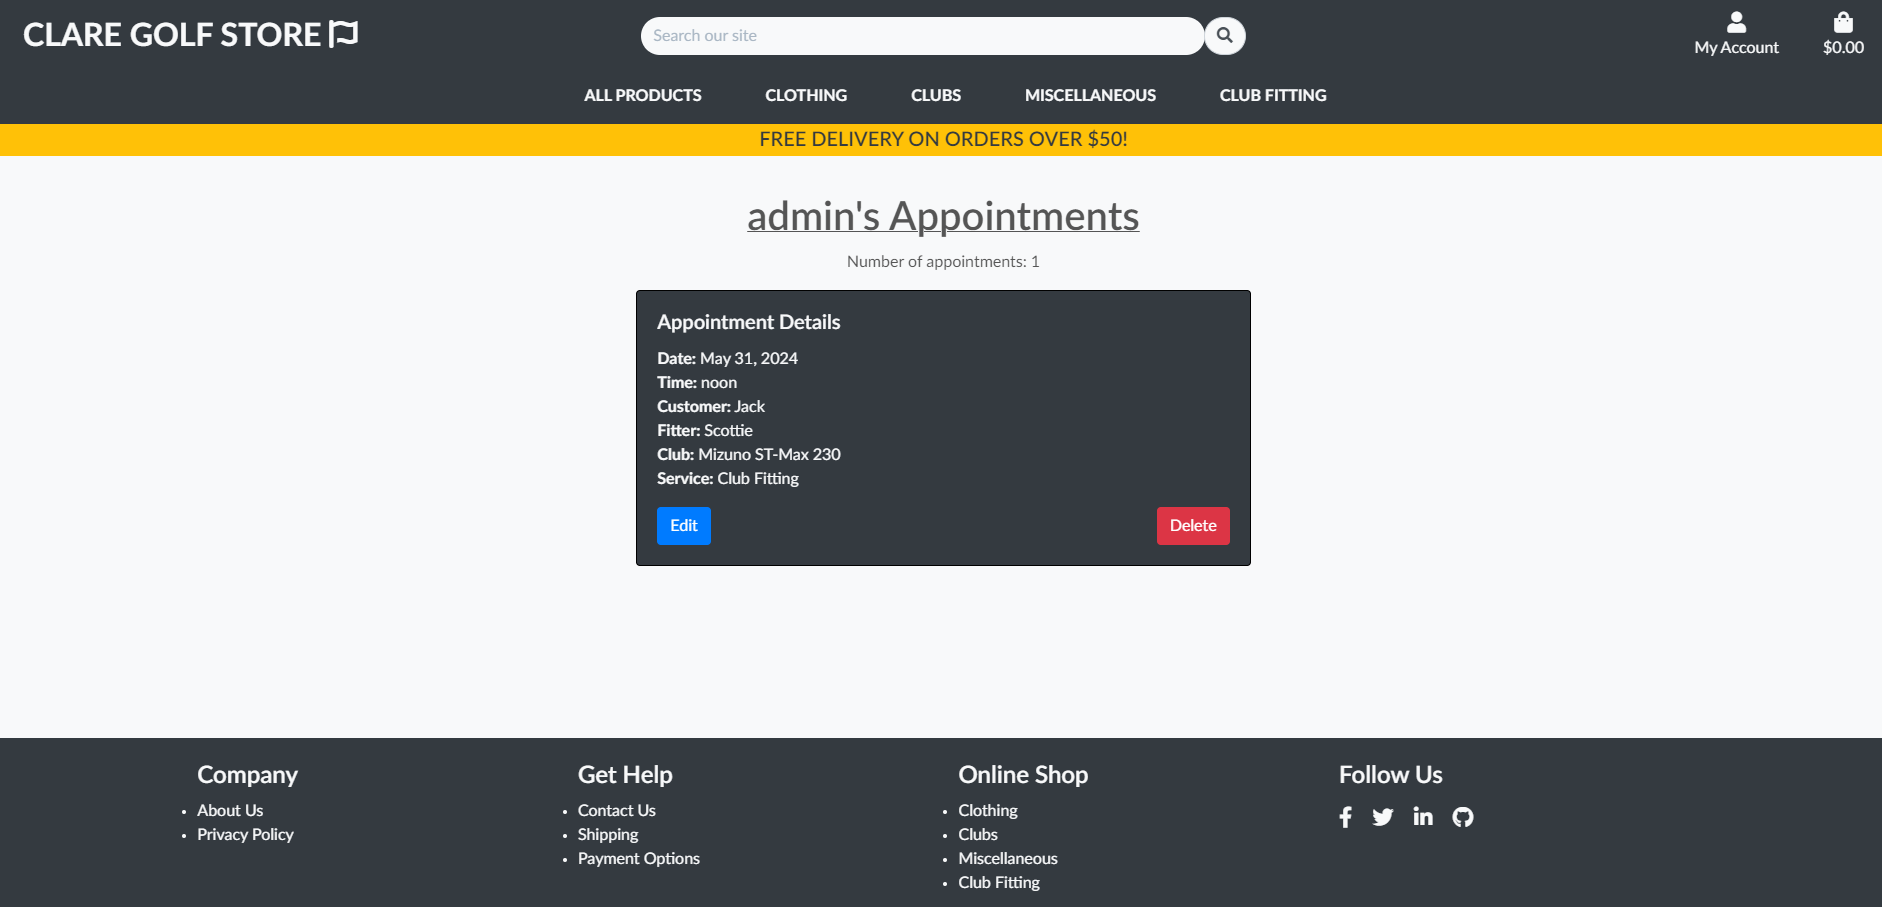 CLARE GOLF STORE
Search our site
My Account
$0.00
ALL PRODUCTS
CLOTHING
CLUBS
MISCELLANEOUS
CLUB FITTING
FREE DELIVERY ON ORDERS OVER $50!
admin's Appointments
Number of appointments: 1
Appointment Details
Date: May 31, 2024
Time: noon
Customer: Jack
Fitter: Scottie
Club: Mizuno ST-Max 230
Service: Club Fitting
Edit
Delete
Company
About Us
Privacy Policy
Get Help
Contact Us
Shipping
Payment Options
Online Shop
Clothing
Clubs
Miscellaneous
Club Fitting
Follow Us